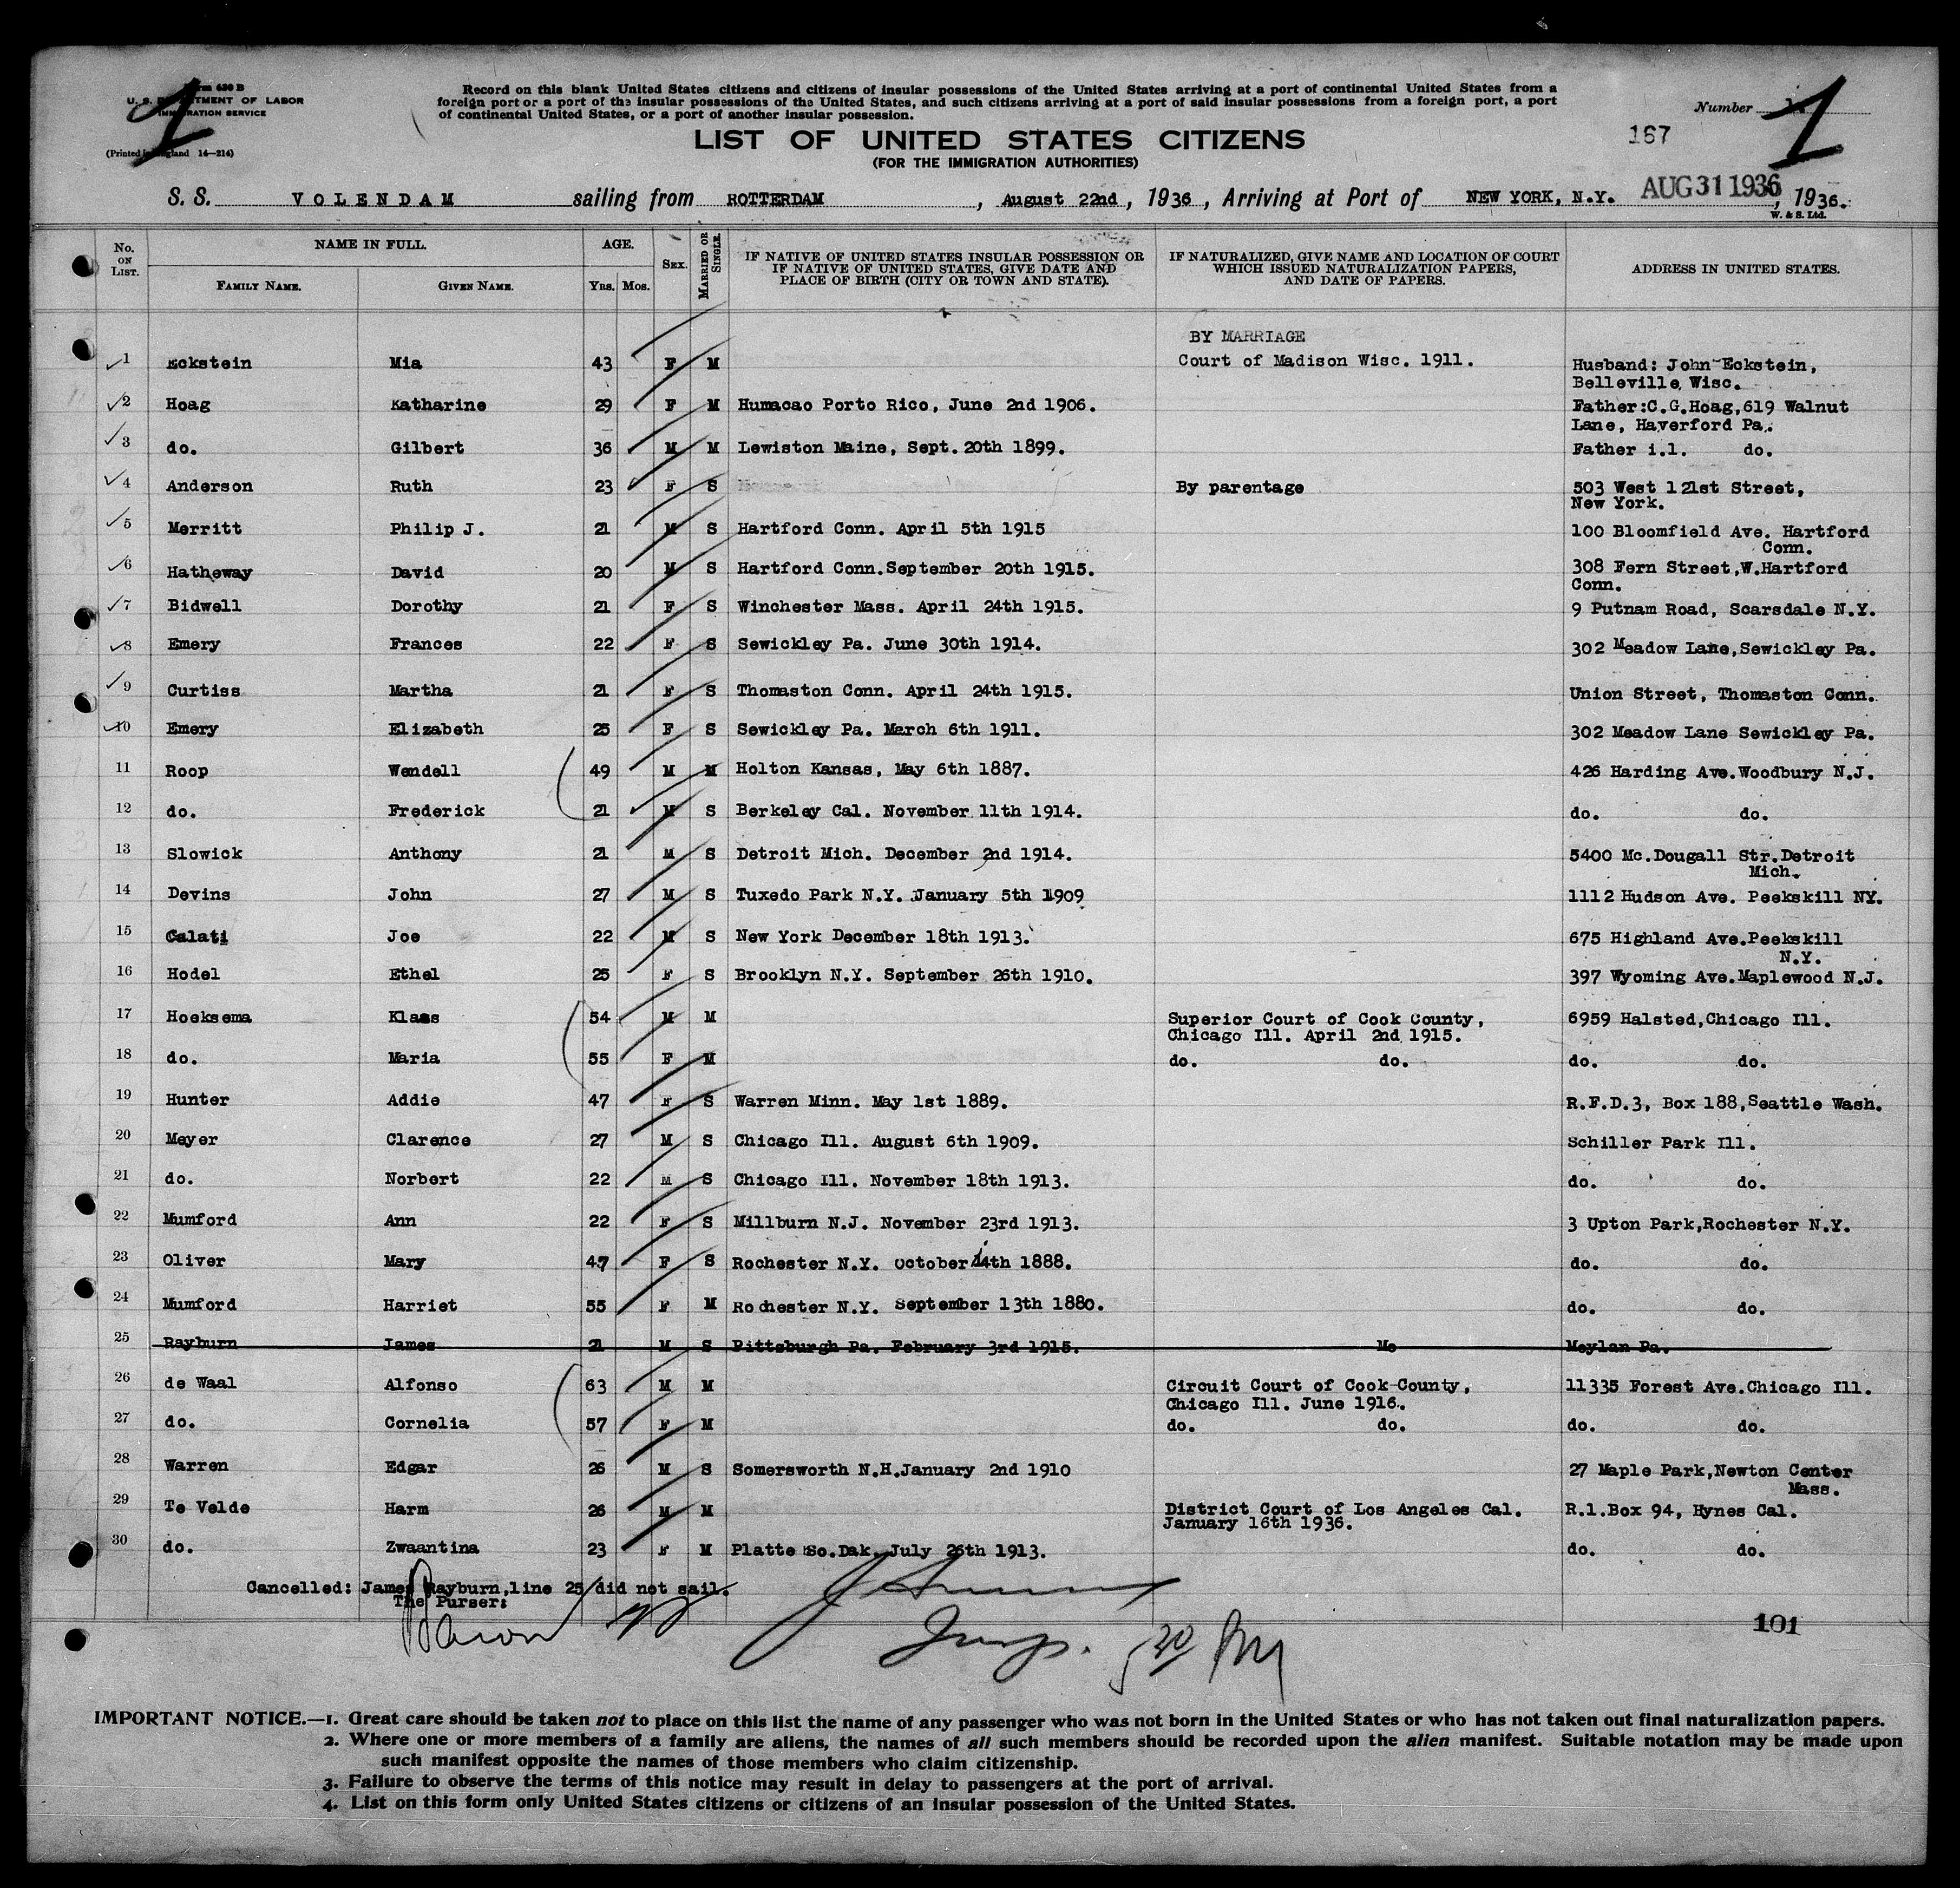 Form 630 B
U. S. DEPARTMENT OF LABOR
IMMIGRATION SERVICE
(Printed in England 14—214)
1
Record on this blank United States citizens and citizens of insular possessions of the United States arriving at a port of continental United States from a
foreign port or a port of the insular possessions of the United States, and such citizens arriving at a port of said insular possessions from a foreign port, a port
of continental United States, or a port of another insular possession.
Number 1
LIST OF UNITED STATES CITIZENS
167
(FOR THE IMMIGRATION AUTHORITIES)
S. S. VOLENDAM sailing from ROTTERDAM, August 22nd, 1936, Arriving at Port of NEW YORK, N.Y. AUG 31 1936, 1936.
W. & S. Ltd.
No. ON LIST. NAME IN FULL. AGE. SEX. MARRIED OR SINGLE. IF NATIVE OF UNITED STATES INSULAR POSSESSION OR IF NATIVE OF UNITED STATES, GIVE DATE AND PLACE OF BIRTH (CITY OR TOWN AND STATE). IF NATURALIZED, GIVE NAME AND LOCATION OF COURT WHICH ISSUED NATURALIZATION PAPERS, AND DATE OF PAPERS. ADDRESS IN UNITED STATES.
FAMILY NAME. GIVEN NAME. YRS. MOS.
BY MARRIAGE
1 Eckstein Mia 43 F M Court of Madison Wisc. 1911. Husband: John Eckstein,
Belleville Wisc.
2 Hoag Katharine 29 F M Humacao Porto Rico, June 2nd 1906. Father:C.G.Hoag,619 Walnut
Lane, Haverford Pa.
3 do. Gilbert 36 M M Lewiston Maine, Sept. 20th 1899. Father i.l. do.
4 Anderson Ruth 23 F S By parentage 503 West 121st Street,
New York.
5 Merritt Philip J. 21 M S Hartford Conn. April 5th 1915 100 Bloomfield Ave. Hartford
Conn.
6 Hatheway David 20 M S Hartford Conn.September 20th 1915. 308 Fern Street,W.Hartford
Conn.
7 Bidwell Dorothy 21 F S Winchester Mass. April 24th 1915. 9 Putnam Road, Scarsdale N.Y.
8 Emery Frances 22 F S Sewickley Pa. June 30th 1914. 302 Meadow Lane,Sewickley Pa.
9 Curtiss Martha 21 F S Thomaston Conn. April 24th 1915. Union Street, Thomaston Conn.
10 Emery Elizabeth 25 F S Sewickley Pa. March 6th 1911. 302 Meadow Lane Sewickley Pa.
11 Roop Wendell 49 M M Holton Kansas, May 6th 1887. 426 Harding Ave.Woodbury N.J.
12 do. Frederick 21 M S Berkeley Cal. November 11th 1914. do. do.
13 Slowick Anthony 21 M S Detroit Mich. December 2nd 1914. 5400 Mc.Dougall Str.Detroit
Mich.
14 Devins John 27 M S Tuxedo Park N.Y. January 5th 1909 1112 Hudson Ave. Peekskill NY.
15 Calati Joe 22 M S New York December 18th 1913. 675 Highland Ave.Peekskill
N.Y.
16 Hodel Ethel 25 F S Brooklyn N.Y. September 26th 1910. 397 Wyoming Ave.Maplewood N.J.
17 Hoeksema Klaas 54 M M Superior Court of Cook County, 6959 Halsted,Chicago Ill.
Chicago Ill. April 2nd 1915.
18 do. Maria 55 F M do. do. do. do.
19 Hunter Addie 47 F S Warren Minn. May 1st 1889. R.F.D.3, Box 188,Seattle Wash.
20 Meyer Clarence 27 M S Chicago Ill. August 6th 1909. Schiller Park Ill.
21 do. Norbert 22 M S Chicago Ill. November 18th 1913. do. do.
22 Mumford Ann 22 F S Millburn N.J. November 23rd 1913. 3 Upton Park,Rochester N.Y.
23 Oliver Mary 47 F S Rochester N.Y. October 14th 1888. do. do.
24 Mumford Harriet 55 F M Rochester N.Y. September 13th 1880. do. do.
25 Rayburn James 21 M S Pittsburgh Pa. February 3rd 1915. Mo Moylan Pa.
26 de Waal Alfonso 63 M M Circuit Court of Cook County, 11335 Forest Ave.Chicago Ill.
Chicago Ill. June 1916.
27 do. Cornelia 57 F M do. do. do. do.
28 Warren Edgar 26 M S Somersworth N.H.January 2nd 1910 27 Maple Park,Newton Center
Mass.
29 Te Velde Harm 26 M M District Court of Los Angeles Cal. R.1.Box 94, Hynes Cal.
January 16th 1936.
30 do. Zwaantina 23 F M Platte So.Dak. July 26th 1913. do. do.
Cancelled: James Rayburn,line 25 did not sail.
The Purser:
101
IMPORTANT NOTICE.—1. Great care should be taken not to place on this list the name of any passenger who was not born in the United States or who has not taken out final naturalization papers.
2. Where one or more members of a family are aliens, the names of all such members should be recorded upon the alien manifest. Suitable notation may be made upon
such manifest opposite the names of those members who claim citizenship.
3. Failure to observe the terms of this notice may result in delay to passengers at the port of arrival.
4. List on this form only United States citizens or citizens of an insular possession of the United States.